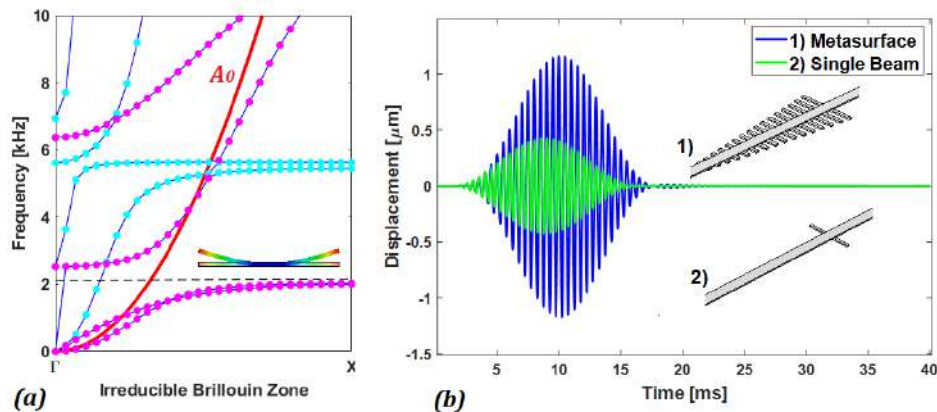 (a)
10
8
6
4
2
0
Frequency [kHz]
A0
Γ
X
Irreducible Brillouin Zone
1) Metasurface
2) Single Beam
1
0.5
0
-0.5
-1
-1.5
Displacement [μm]
1)
2)
5
10
15
20
25
30
35
40
(b)
Time [ms]